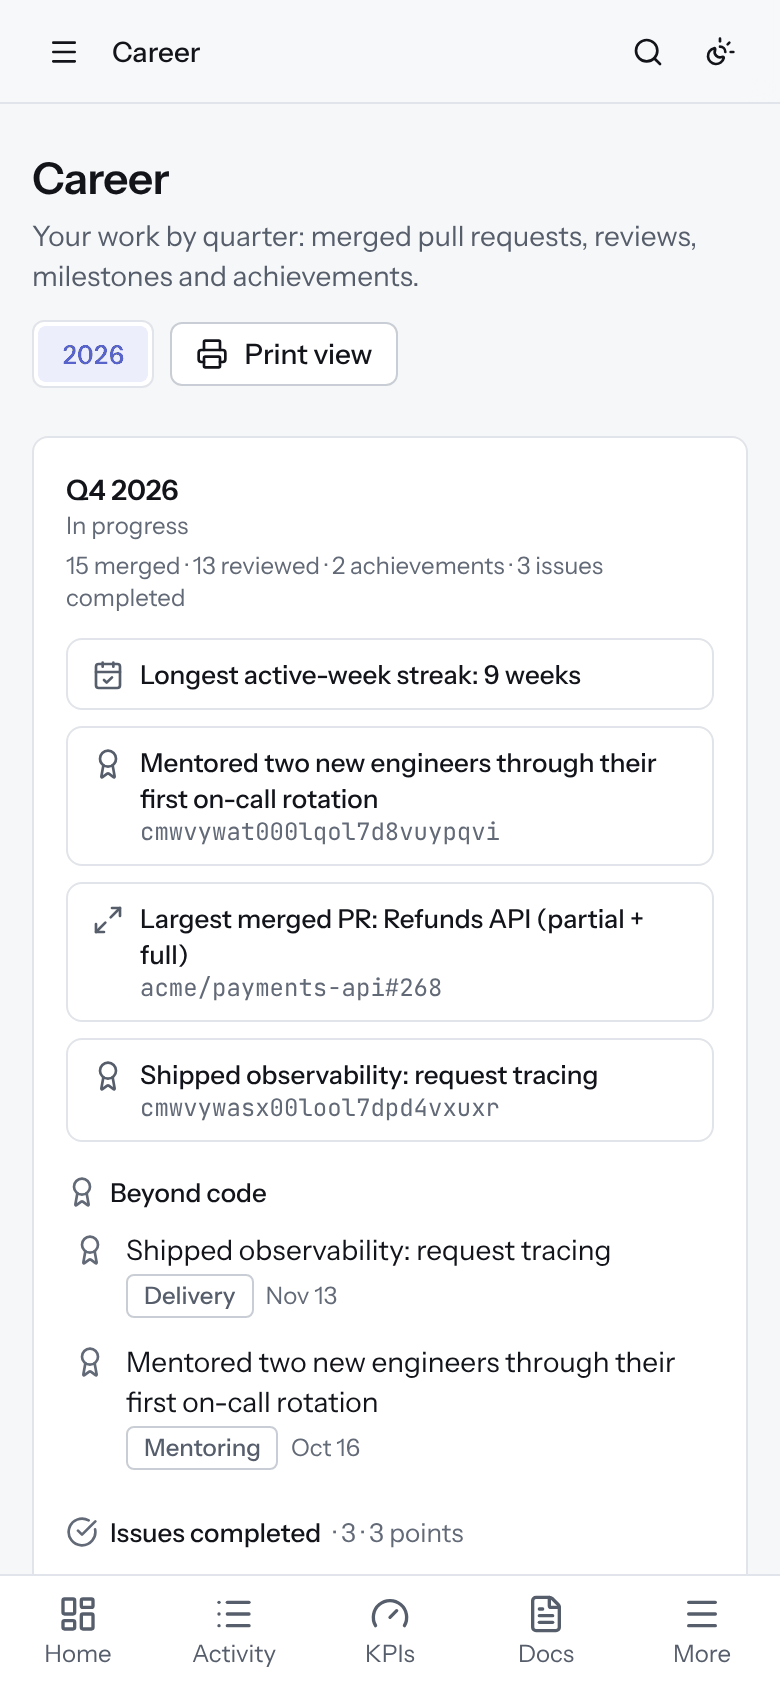 Career
Career
Your work by quarter: merged pull requests, reviews,
milestones and achievements.
2026
Print view
Q4 2026
In progress
15 merged · 13 reviewed · 2 achievements · 3 issues
completed
Longest active-week streak: 9 weeks
Mentored two new engineers through their
first on-call rotation
cmwvywat000lqol7d8vuypqvi
Largest merged PR: Refunds API (partial +
full)
acme/payments-api#268
Shipped observability: request tracing
cmwvywasx00lool7dpd4vxuxr
Beyond code
Shipped observability: request tracing
Delivery Nov 13
Mentored two new engineers through their
first on-call rotation
Mentoring Oct 16
Issues completed · 3 · 3 points
Home Activity KPIs Docs More